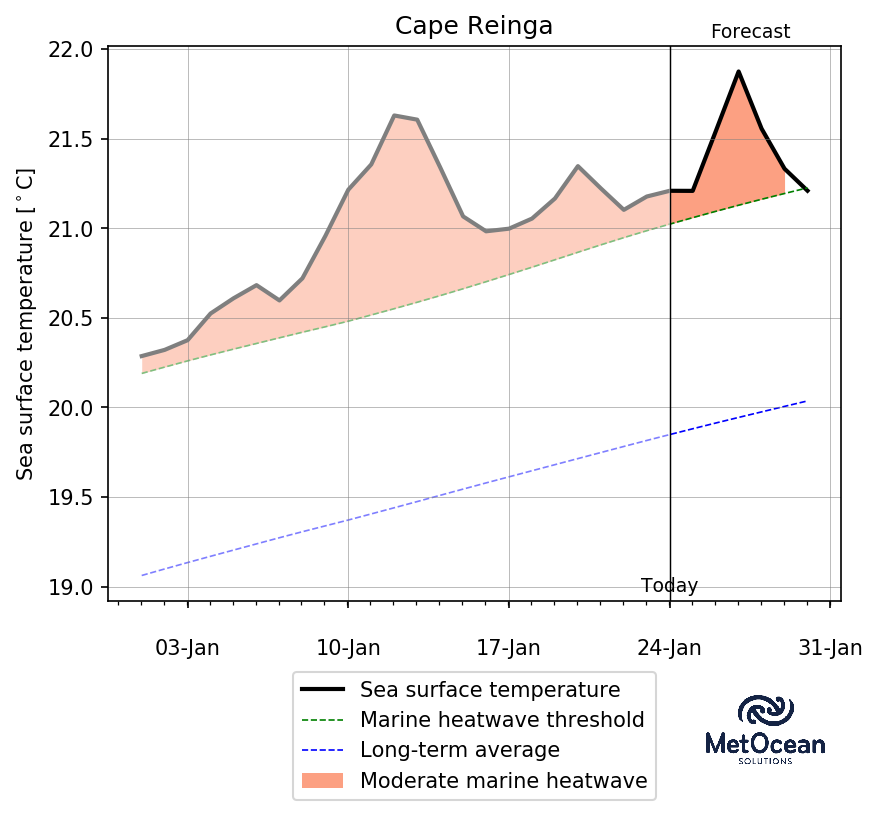 Cape Reinga
Forecast
22.0
21.5
21.0
20.5
20.0
19.5
19.0
Sea surface temperature [°C]
Today
03-Jan 10-Jan 17-Jan 24-Jan 31-Jan
Sea surface temperature
Marine heatwave threshold
Long-term average
Moderate marine heatwave
MetOcean
SOLUTIONS